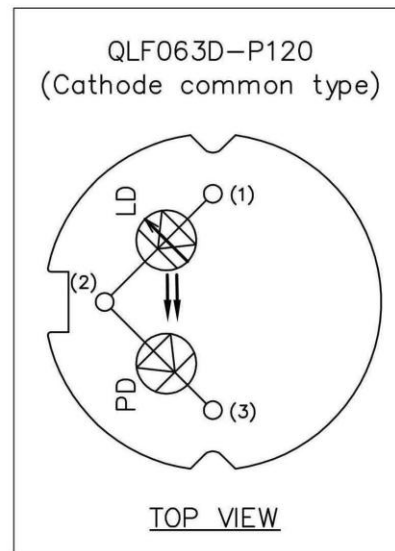 QLF063D-P120
(Cathode common type)
LD
(1)
(2)
PD
(3)
TOP VIEW